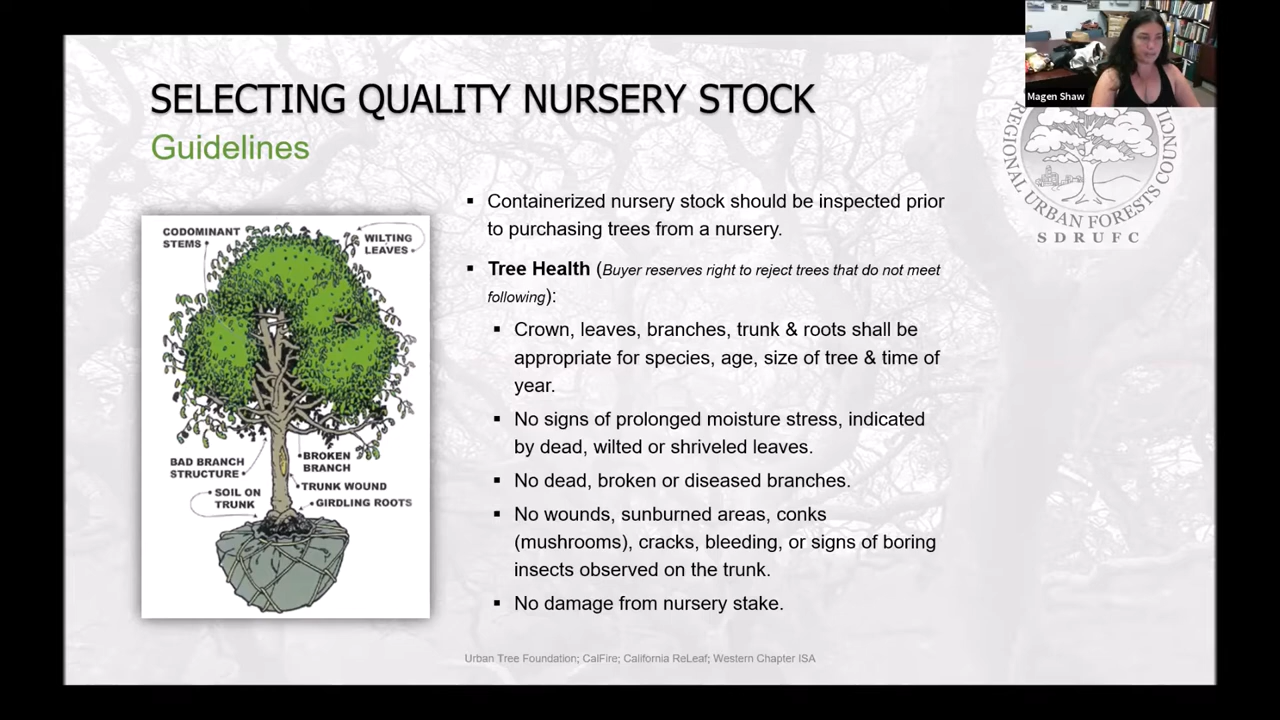 Magen Shaw
SELECTING QUALITY NURSERY STOCK
Guidelines
REGIONAL URBAN FORESTS COUNCIL
SDRUFC
CODOMINANT
STEMS
WILTING
LEAVES
BAD BRANCH
STRUCTURE
BROKEN
BRANCH
TRUNK WOUND
SOIL ON
TRUNK
GIRDLING ROOTS
▪ Containerized nursery stock should be inspected prior
to purchasing trees from a nursery.
▪ Tree Health (Buyer reserves right to reject trees that do not meet
following):
▪ Crown, leaves, branches, trunk & roots shall be
appropriate for species, age, size of tree & time of
year.
▪ No signs of prolonged moisture stress, indicated
by dead, wilted or shriveled leaves.
▪ No dead, broken or diseased branches.
▪ No wounds, sunburned areas, conks
(mushrooms), cracks, bleeding, or signs of boring
insects observed on the trunk.
▪ No damage from nursery stake.
Urban Tree Foundation; CalFire; California ReLeaf; Western Chapter ISA